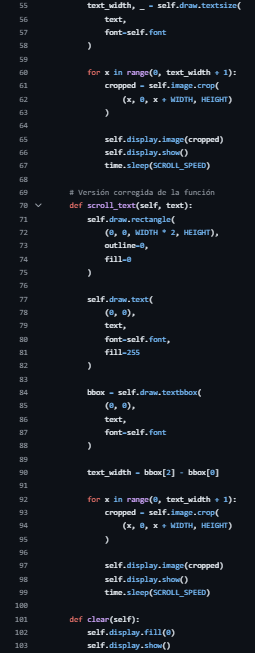 55 text_width, _ = self.draw.textsize(
56 text,
57 font=self.font
58 )
59
60 for x in range(0, text_width + 1):
61 cropped = self.image.crop(
62 (x, 0, x + WIDTH, HEIGHT)
63 )
64
65 self.display.image(cropped)
66 self.display.show()
67 time.sleep(SCROLL_SPEED)
68
69 # Versión corregida de la función
70 def scroll_text(self, text):
71 self.draw.rectangle(
72 (0, 0, WIDTH * 2, HEIGHT),
73 outline=0,
74 fill=0
75 )
76
77 self.draw.text(
78 (0, 0),
79 text,
80 font=self.font,
81 fill=255
82 )
83
84 bbox = self.draw.textbbox(
85 (0, 0),
86 text,
87 font=self.font
88 )
89
90 text_width = bbox[2] - bbox[0]
91
92 for x in range(0, text_width + 1):
93 cropped = self.image.crop(
94 (x, 0, x + WIDTH, HEIGHT)
95 )
96
97 self.display.image(cropped)
98 self.display.show()
99 time.sleep(SCROLL_SPEED)
100
101 def clear(self):
102 self.display.fill(0)
103 self.display.show()